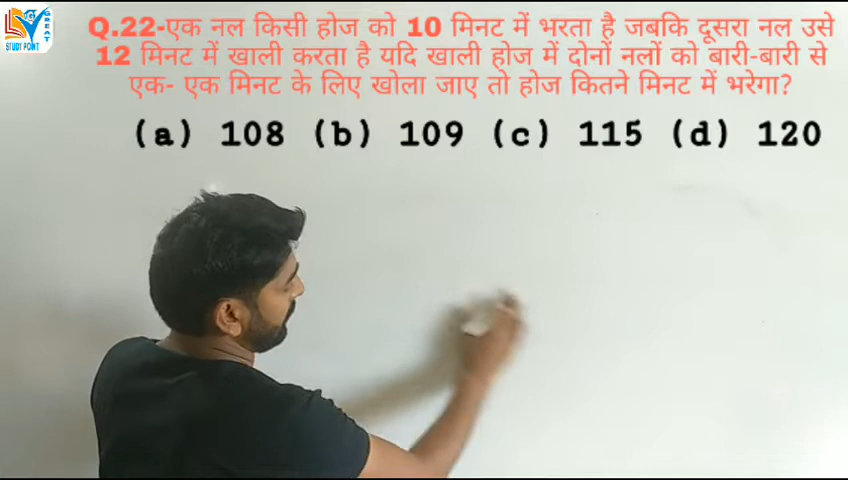 GREAT
STUDY POINT
Q.22-एक नल किसी होज को 10 मिनट में भरता है जबकि दूसरा नल उसे
12 मिनट में खाली करता है यदि खाली होज में दोनों नलों को बारी-बारी से
एक- एक मिनट के लिए खोला जाए तो होज कितने मिनट में भरेगा?
(a) 108 (b) 109 (c) 115 (d) 120